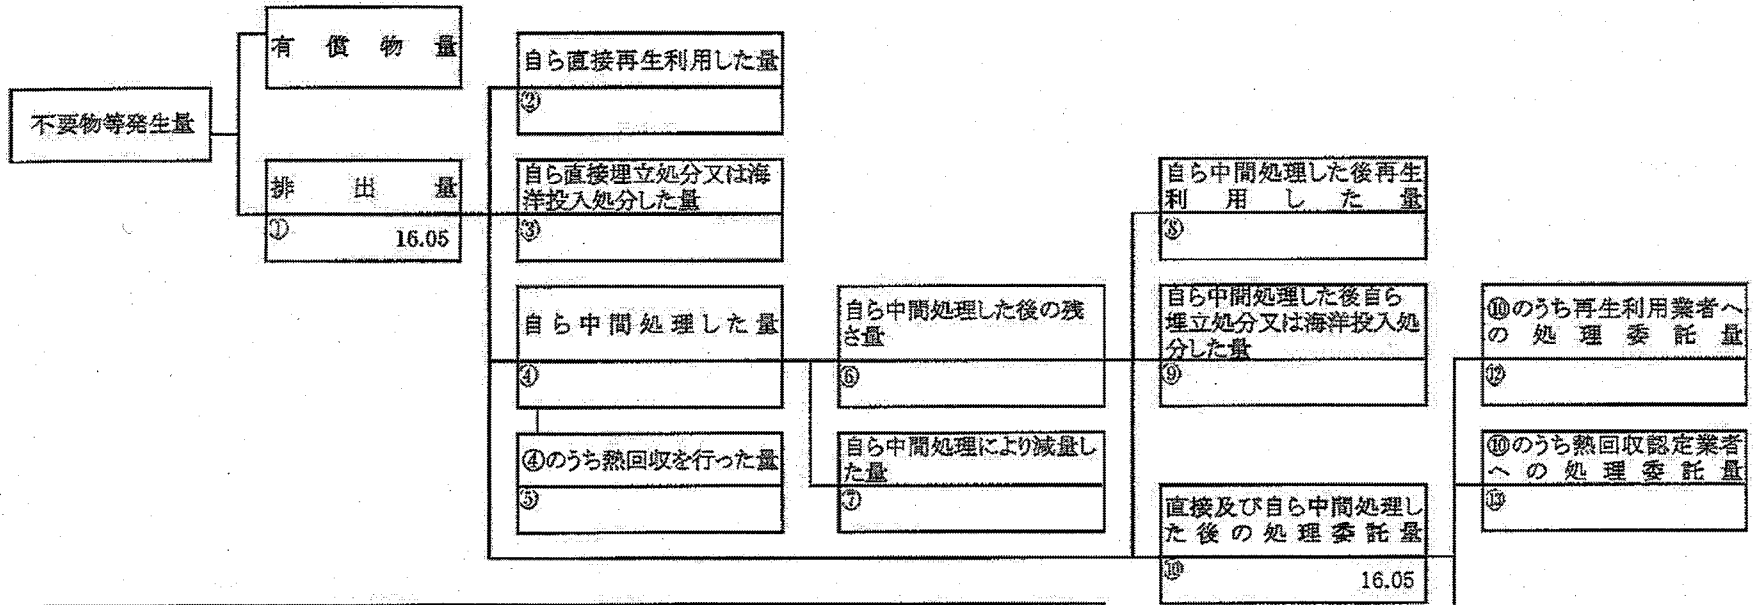 有償物量
不要物等発生量
排出量
①
16.05
自ら直接再生利用した量
②
自ら直接埋立処分又は海
洋投入処分した量
③
自ら中間処理した量
④
④のうち熱回収を行った量
⑤
自ら中間処理した後の残
さ量
⑥
自ら中間処理により減量し
た量
⑦
自ら中間処理した後再生
利用した量
⑧
自ら中間処理した後自ら
埋立処分又は海洋投入処
分した量
⑨
直接及び自ら中間処理し
た後の処理委託量
⑩
16.05
⑩のうち再生利用業者へ
の処理委託量
⑫
⑩のうち熱回収認定業者
への処理委託量
⑬